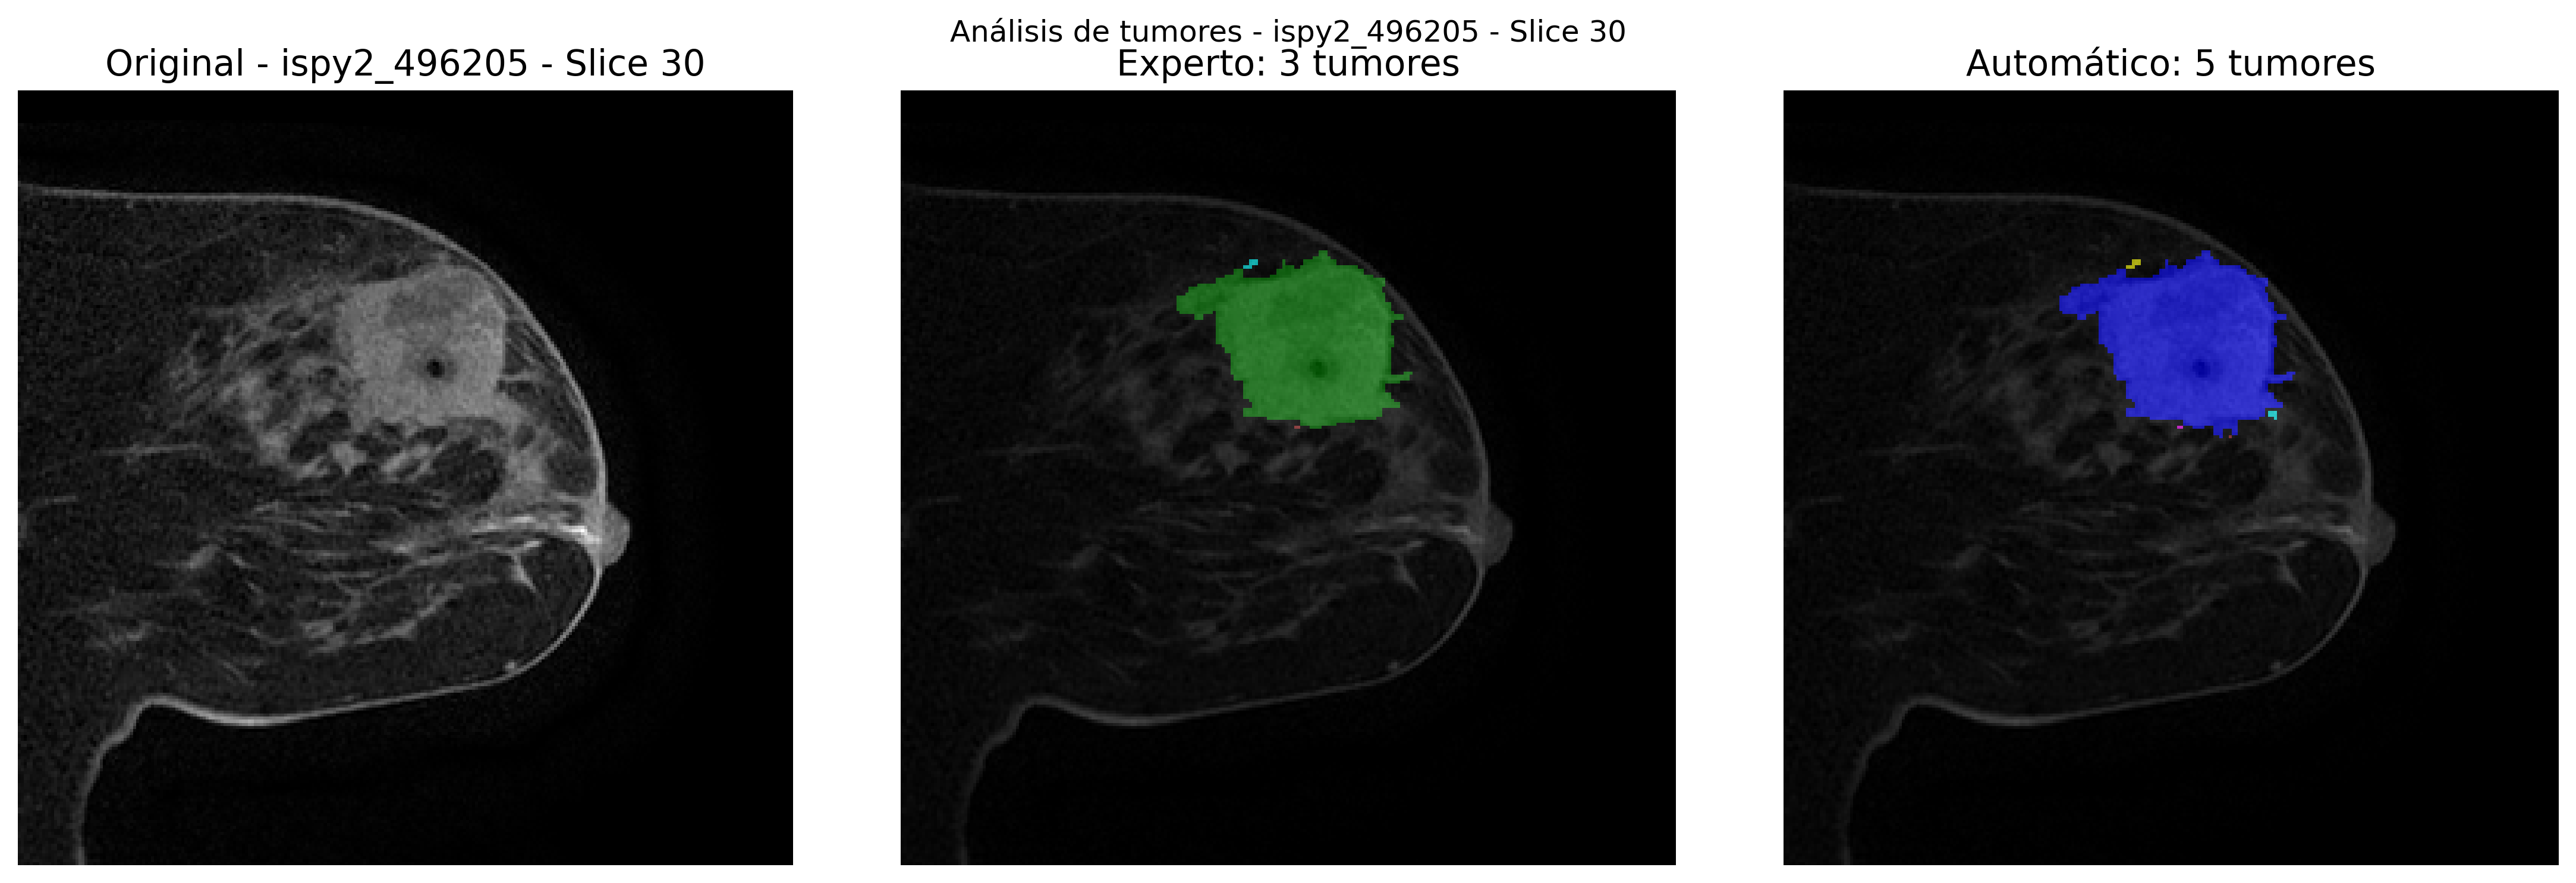 Análisis de tumores - ispy2_496205 - Slice 30
Original - ispy2_496205 - Slice 30
Experto: 3 tumores
Automático: 5 tumores